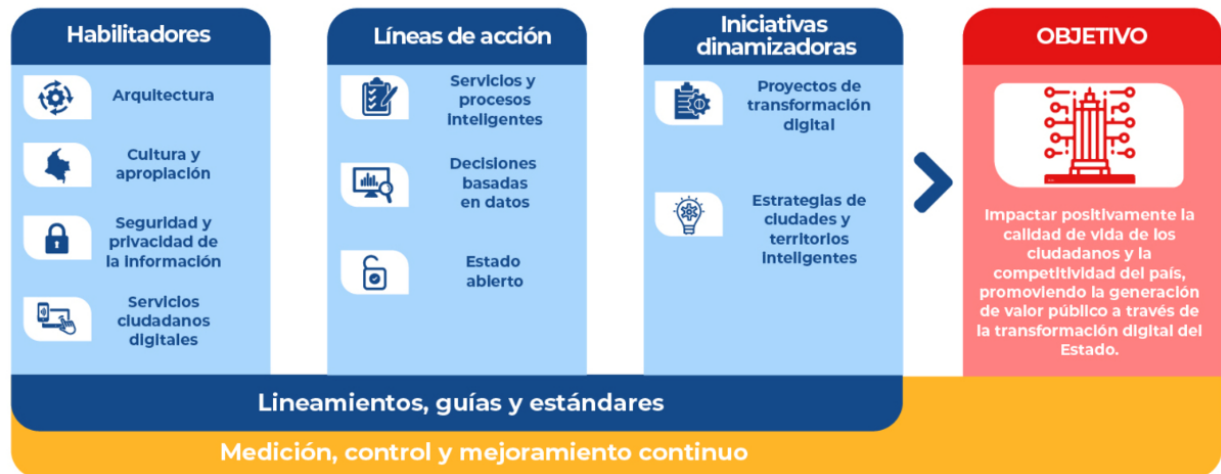 Habilitadores
Arquitectura
Cultura y
apropiación
Seguridad y
privacidad de
la información
Servicios
ciudadanos
digitales
Líneas de acción
Servicios y
procesos
inteligentes
Decisiones
basadas
en datos
Estado
abierto
Iniciativas
dinamizadoras
Proyectos de
transformación
digital
Estrategias de
ciudades y
territorios
inteligentes
OBJETIVO
Impactar positivamente la
calidad de vida de los
ciudadanos y la
competitividad del país,
promoviendo la generación
de valor público a través de
la transformación digital del
Estado.
Lineamientos, guías y estándares
Medición, control y mejoramiento continuo